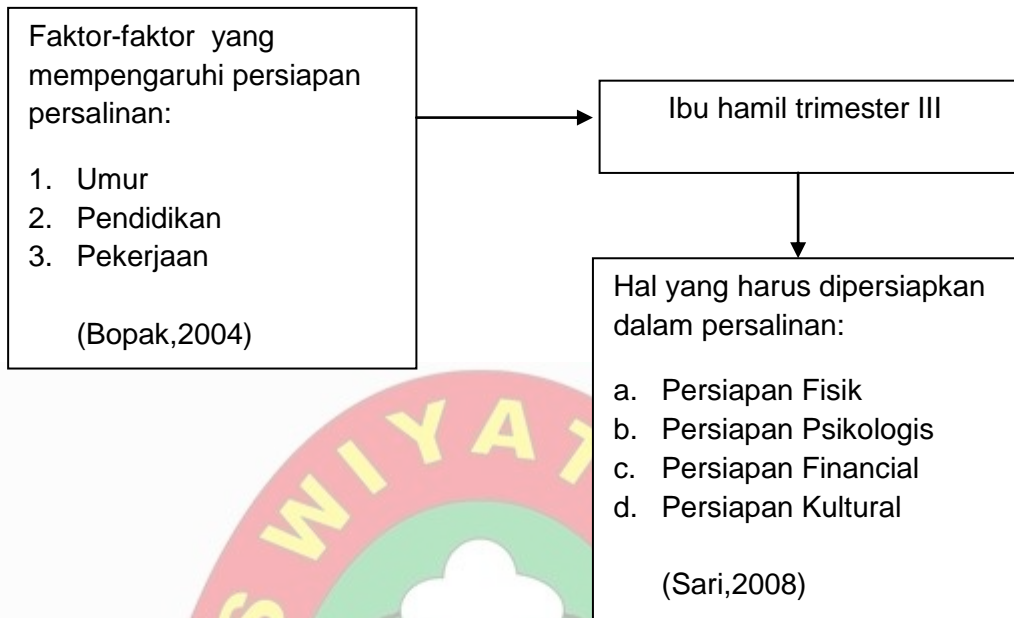 Faktor-faktor yang
mempengaruhi persiapan
persalinan:
1. Umur
2. Pendidikan
3. Pekerjaan
(Bopak,2004)
Ibu hamil trimester III
Hal yang harus dipersiapkan
dalam persalinan:
a. Persiapan Fisik
b. Persiapan Psikologis
c. Persiapan Financial
d. Persiapan Kultural
(Sari,2008)
S WIYAT